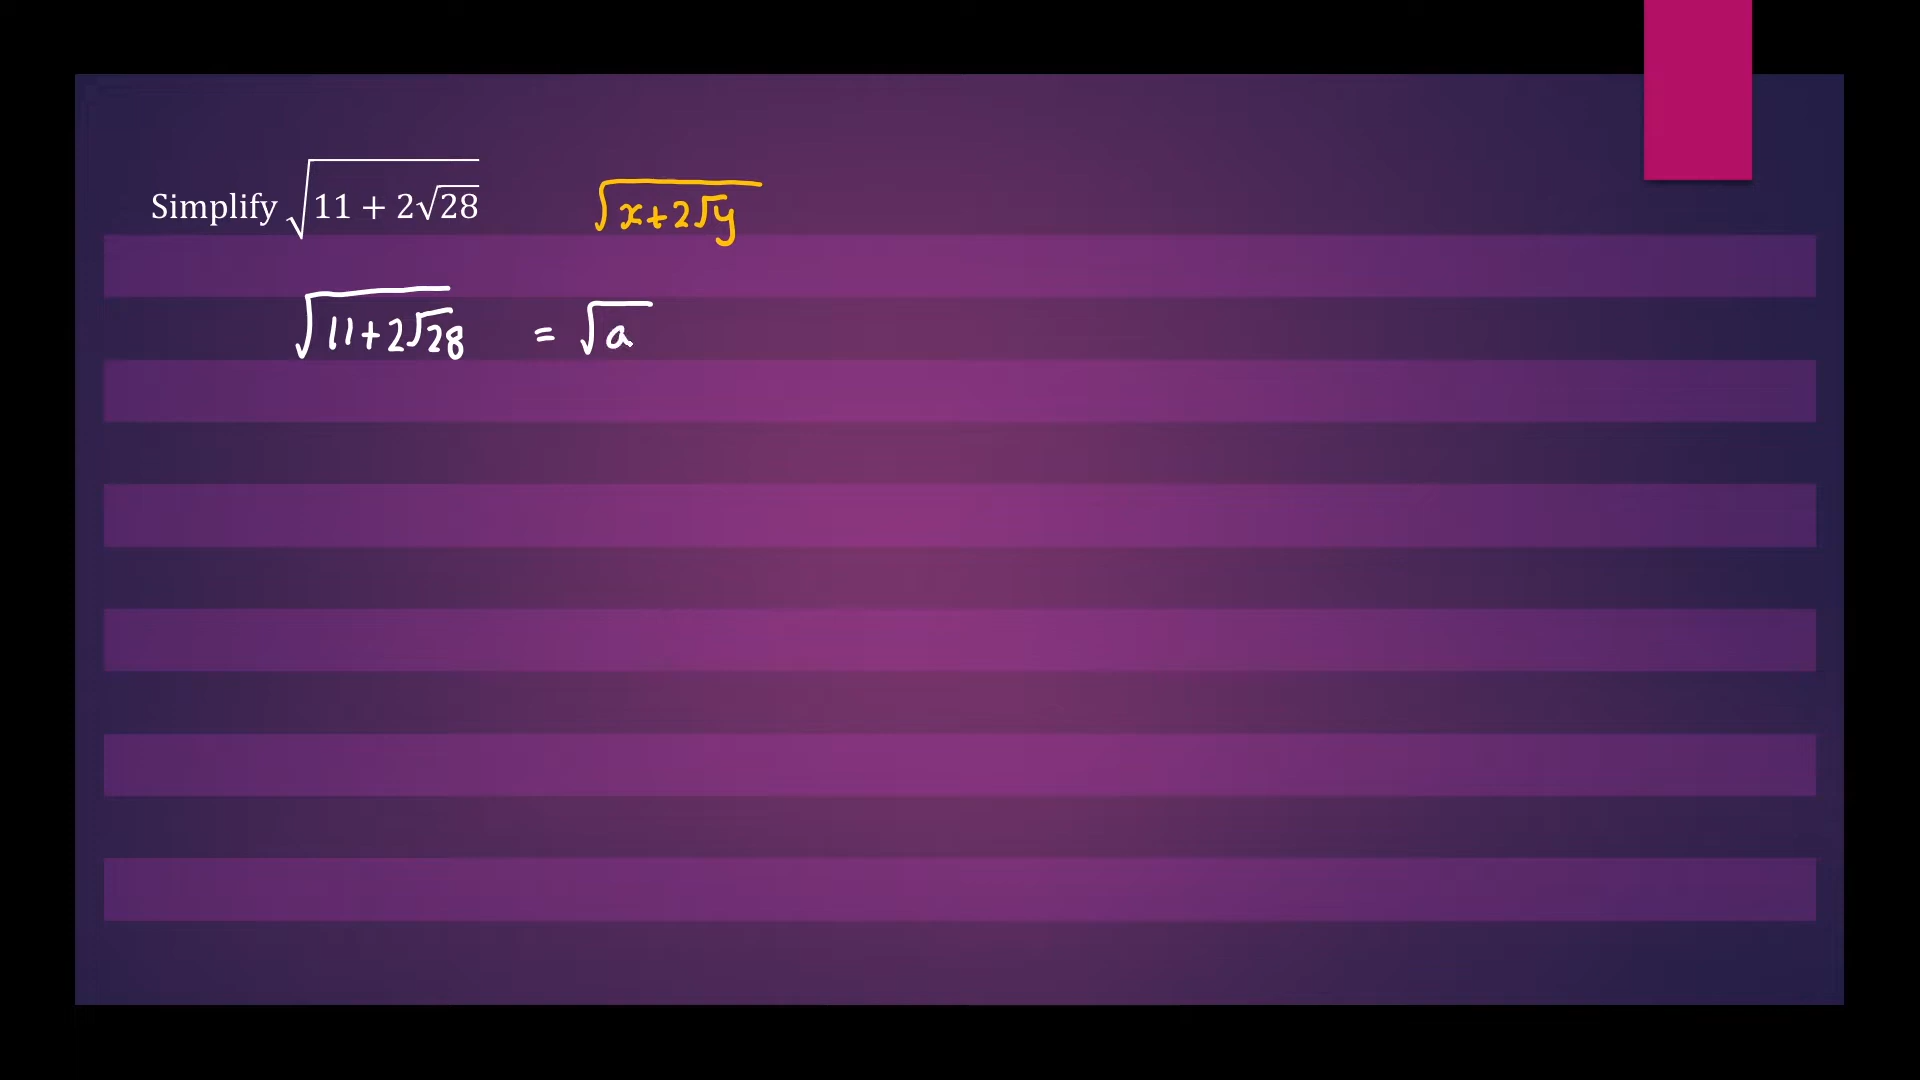 Simplify √(11 + 2√28) √(x+2√y)
√(11+2√28) = √a